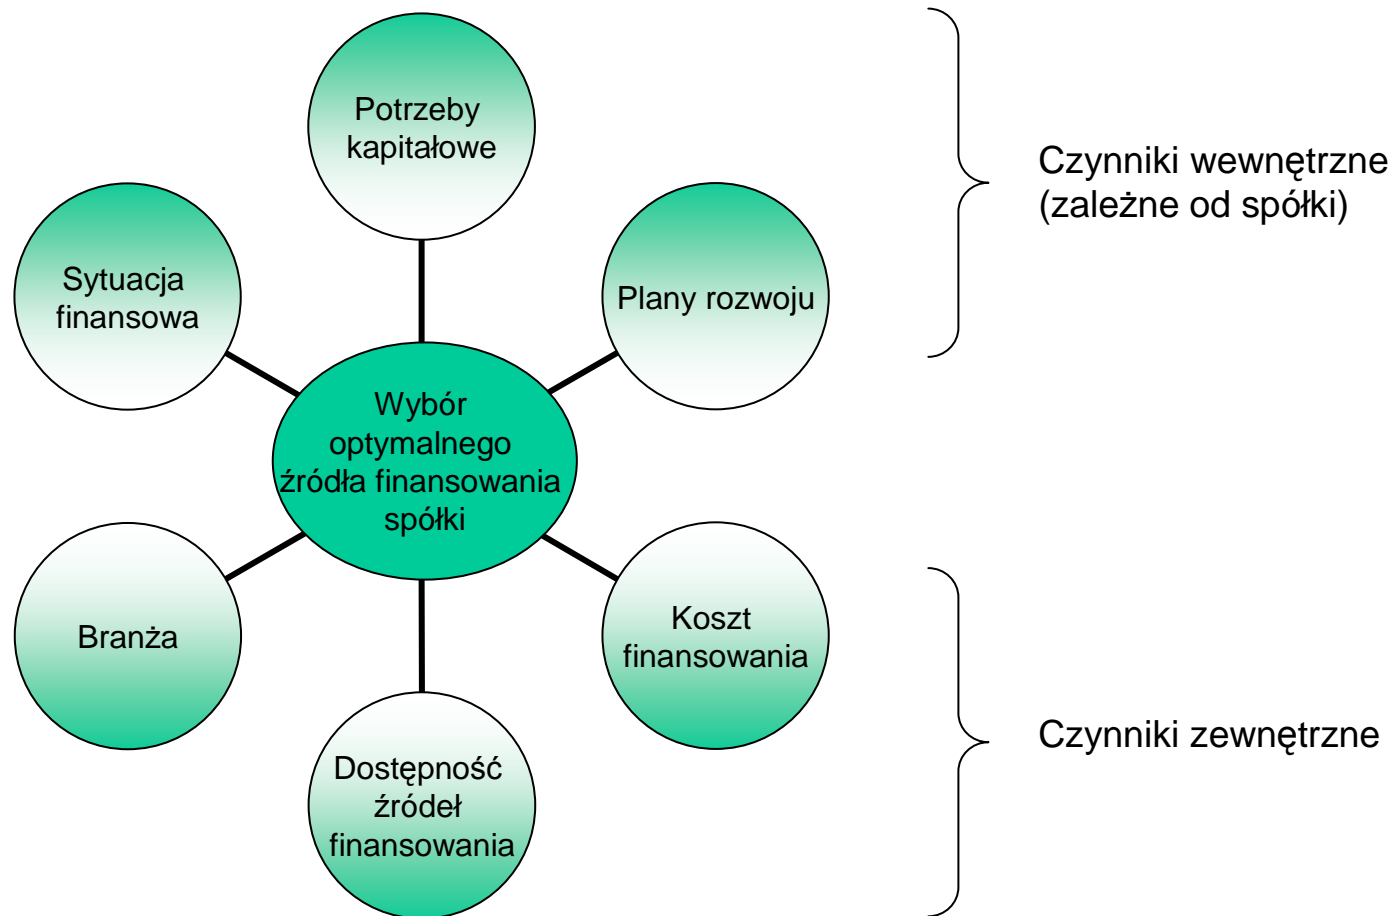 Potrzeby
kapitałowe
Czynniki wewnętrzne
(zależne od spółki)
Sytuacja
finansowa
Plany rozwoju
Wybór
optymalnego
źródła finansowania
spółki
Branża
Koszt
finansowania
Dostępność
źródeł
finansowania
Czynniki zewnętrzne